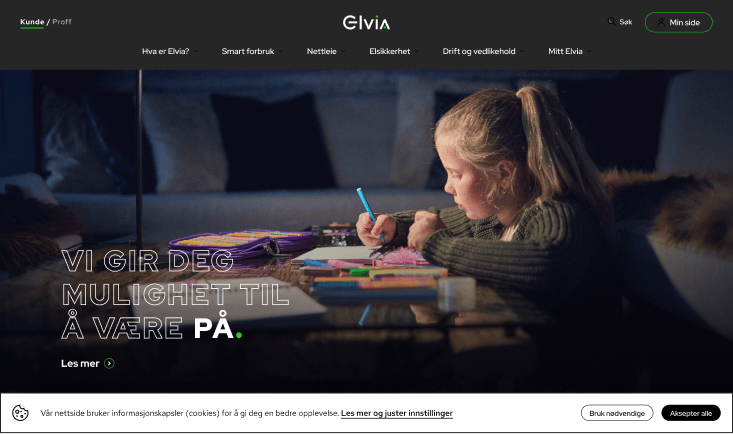 Kunde / Proff
Elvia
Søk
Min side
Hva er Elvia?
Smart forbruk
Nettleie
Elsikkerhet
Drift og vedlikehold
Mitt Elvia
VI GIR DEG
MULIGHET TIL
Å VÆRE PÅ.
Les mer
Vår nettside bruker informasjonskapsler (cookies) for å gi deg en bedre opplevelse. Les mer og juster innstillinger
Bruk nødvendige
Aksepter alle